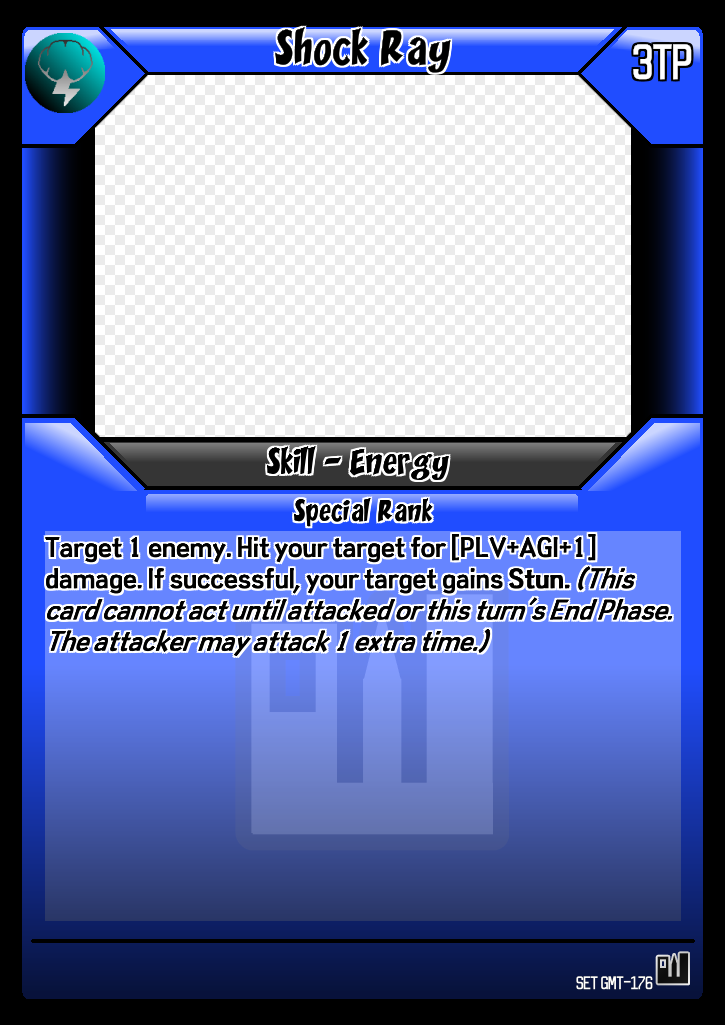 Shock Ray
3TP
Skill - Energy
Special Rank
Target 1 enemy. Hit your target for [PLV+AGI+1]
damage. If successful, your target gains Stun. (This
card cannot act until attacked or this turn's End Phase.
The attacker may attack 1 extra time.)
SET GMT-176